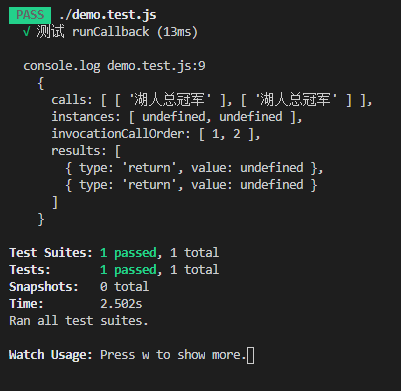 PASS ./demo.test.js
√ 测试 runCallback (13ms)
console.log demo.test.js:9
{
calls: [ [ '湖人总冠军' ], [ '湖人总冠军' ] ],
instances: [ undefined, undefined ],
invocationCallOrder: [ 1, 2 ],
results: [
{ type: 'return', value: undefined },
{ type: 'return', value: undefined }
]
}
Test Suites: 1 passed, 1 total
Tests: 1 passed, 1 total
Snapshots: 0 total
Time: 2.502s
Ran all test suites.
Watch Usage: Press w to show more.